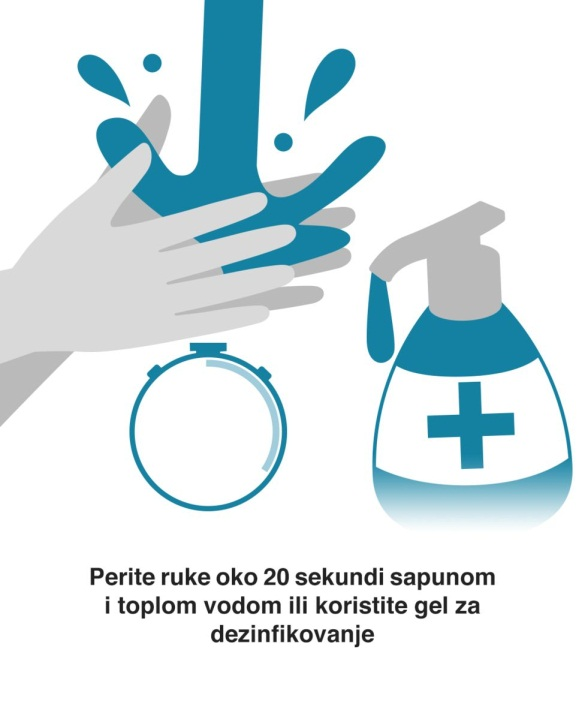 Perite ruke oko 20 sekundi sapunom
i toplom vodom ili koristite gel za
dezinfikovanje